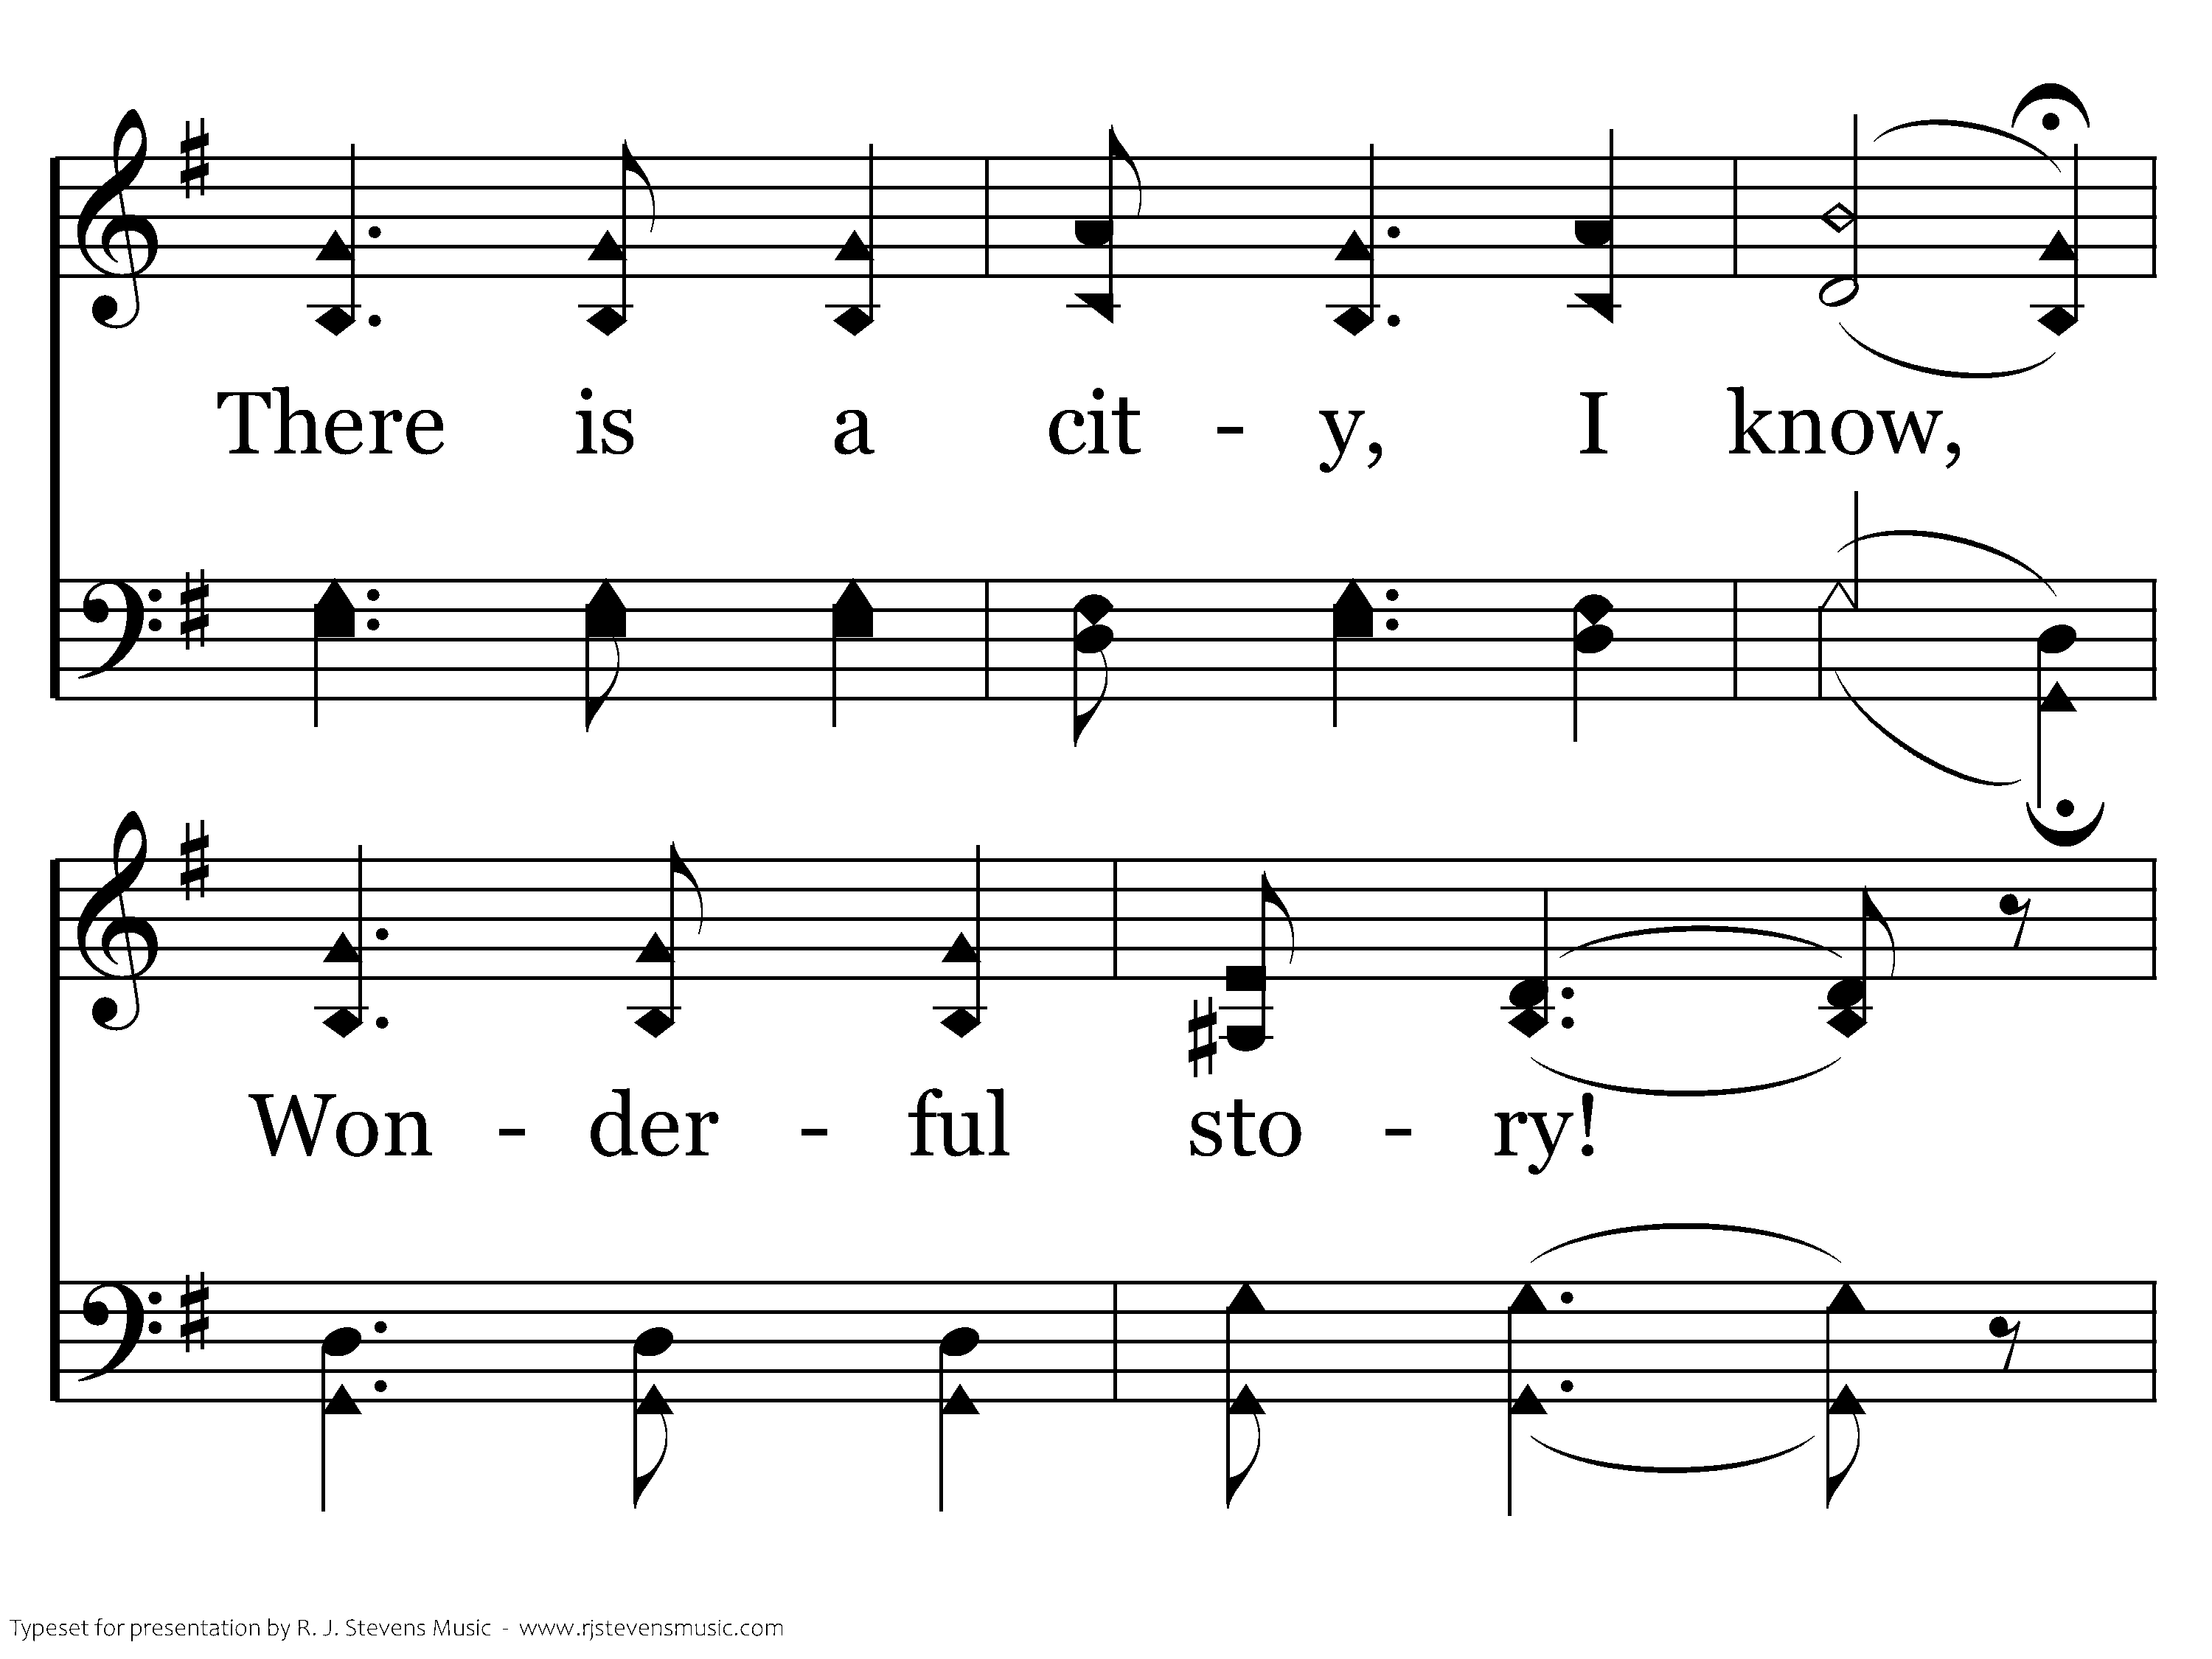 There is a cit - y, I know,
Won - der - ful sto - ry!
Typeset for presentation by R. J. Stevens Music - www.rjstevensmusic.com